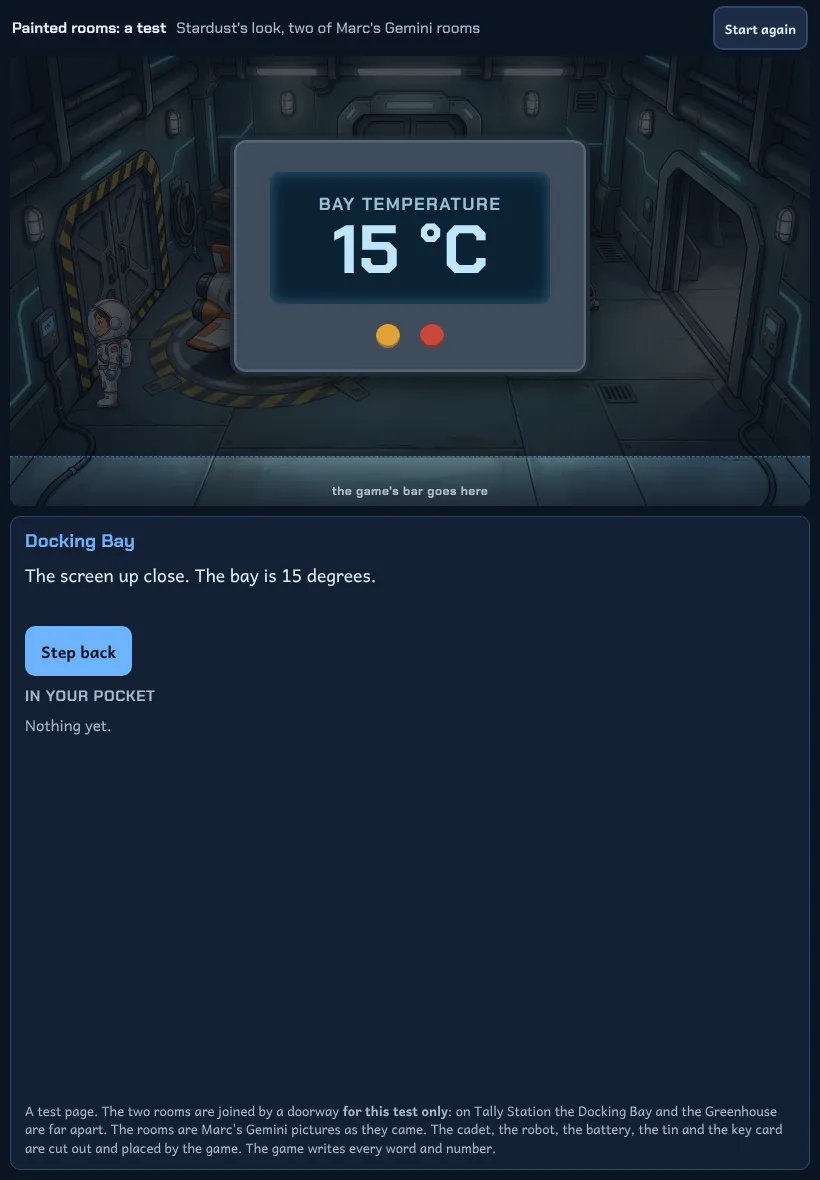 Painted rooms: a test Stardust's look, two of Marc's Gemini rooms
Start again
BAY TEMPERATURE
15 °C
the game's bar goes here
Docking Bay
The screen up close. The bay is 15 degrees.
Step back
IN YOUR POCKET
Nothing yet.
A test page. The two rooms are joined by a doorway for this test only: on Tally Station the Docking Bay and the Greenhouse
are far apart. The rooms are Marc's Gemini pictures as they came. The cadet, the robot, the battery, the tin and the key card
are cut out and placed by the game. The game writes every word and number.